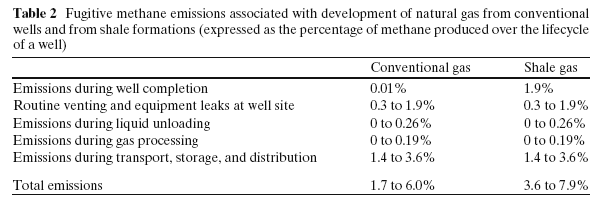 Table 2 Fugitive methane emissions associated with development of natural gas from conventional
wells and from shale formations (expressed as the percentage of methane produced over the lifecycle
of a well)
Conventional gas Shale gas
Emissions during well completion 0.01% 1.9%
Routine venting and equipment leaks at well site 0.3 to 1.9% 0.3 to 1.9%
Emissions during liquid unloading 0 to 0.26% 0 to 0.26%
Emissions during gas processing 0 to 0.19% 0 to 0.19%
Emissions during transport, storage, and distribution 1.4 to 3.6% 1.4 to 3.6%
Total emissions 1.7 to 6.0% 3.6 to 7.9%